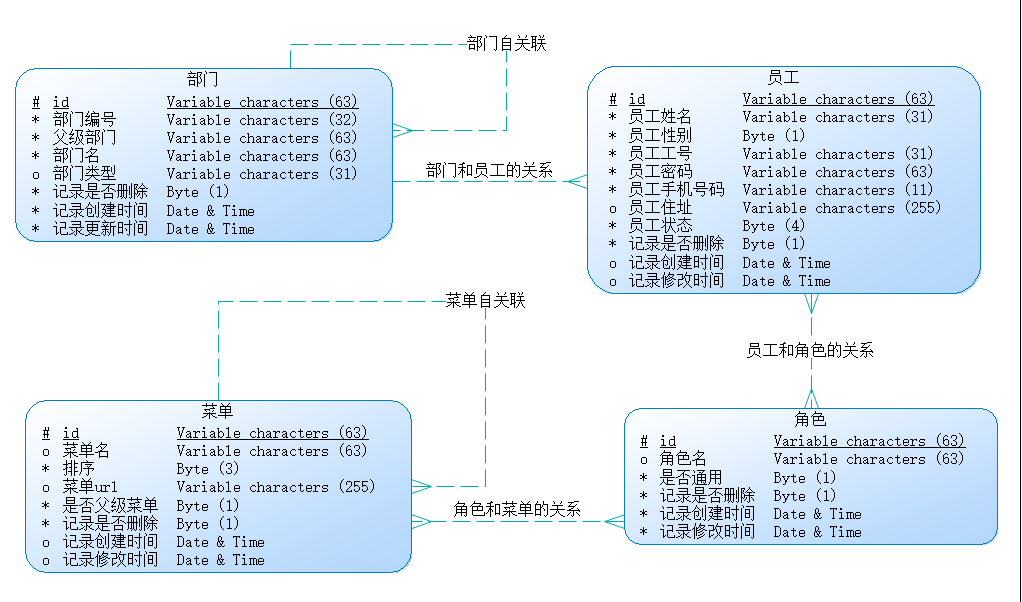 部门自关联
部门
# id Variable characters (63)
* 部门编号 Variable characters (32)
* 父级部门 Variable characters (63)
* 部门名 Variable characters (63)
o 部门类型 Variable characters (31)
* 记录是否删除 Byte (1)
* 记录创建时间 Date & Time
* 记录更新时间 Date & Time
部门和员工的关系
员工
# id Variable characters (63)
* 员工姓名 Variable characters (31)
* 员工性别 Byte (1)
* 员工工号 Variable characters (31)
* 员工密码 Variable characters (63)
* 员工手机号码 Variable characters (11)
o 员工住址 Variable characters (255)
* 员工状态 Byte (4)
* 记录是否删除 Byte (1)
o 记录创建时间 Date & Time
o 记录修改时间 Date & Time
菜单自关联
员工和角色的关系
菜单
# id Variable characters (63)
o 菜单名 Variable characters (63)
* 排序 Byte (3)
o 菜单url Variable characters (255)
* 是否父级菜单 Byte (1)
* 记录是否删除 Byte (1)
o 记录创建时间 Date & Time
o 记录修改时间 Date & Time
角色和菜单的关系
角色
# id Variable characters (63)
o 角色名 Variable characters (63)
* 是否通用 Byte (1)
* 记录是否删除 Byte (1)
* 记录创建时间 Date & Time
* 记录修改时间 Date & Time